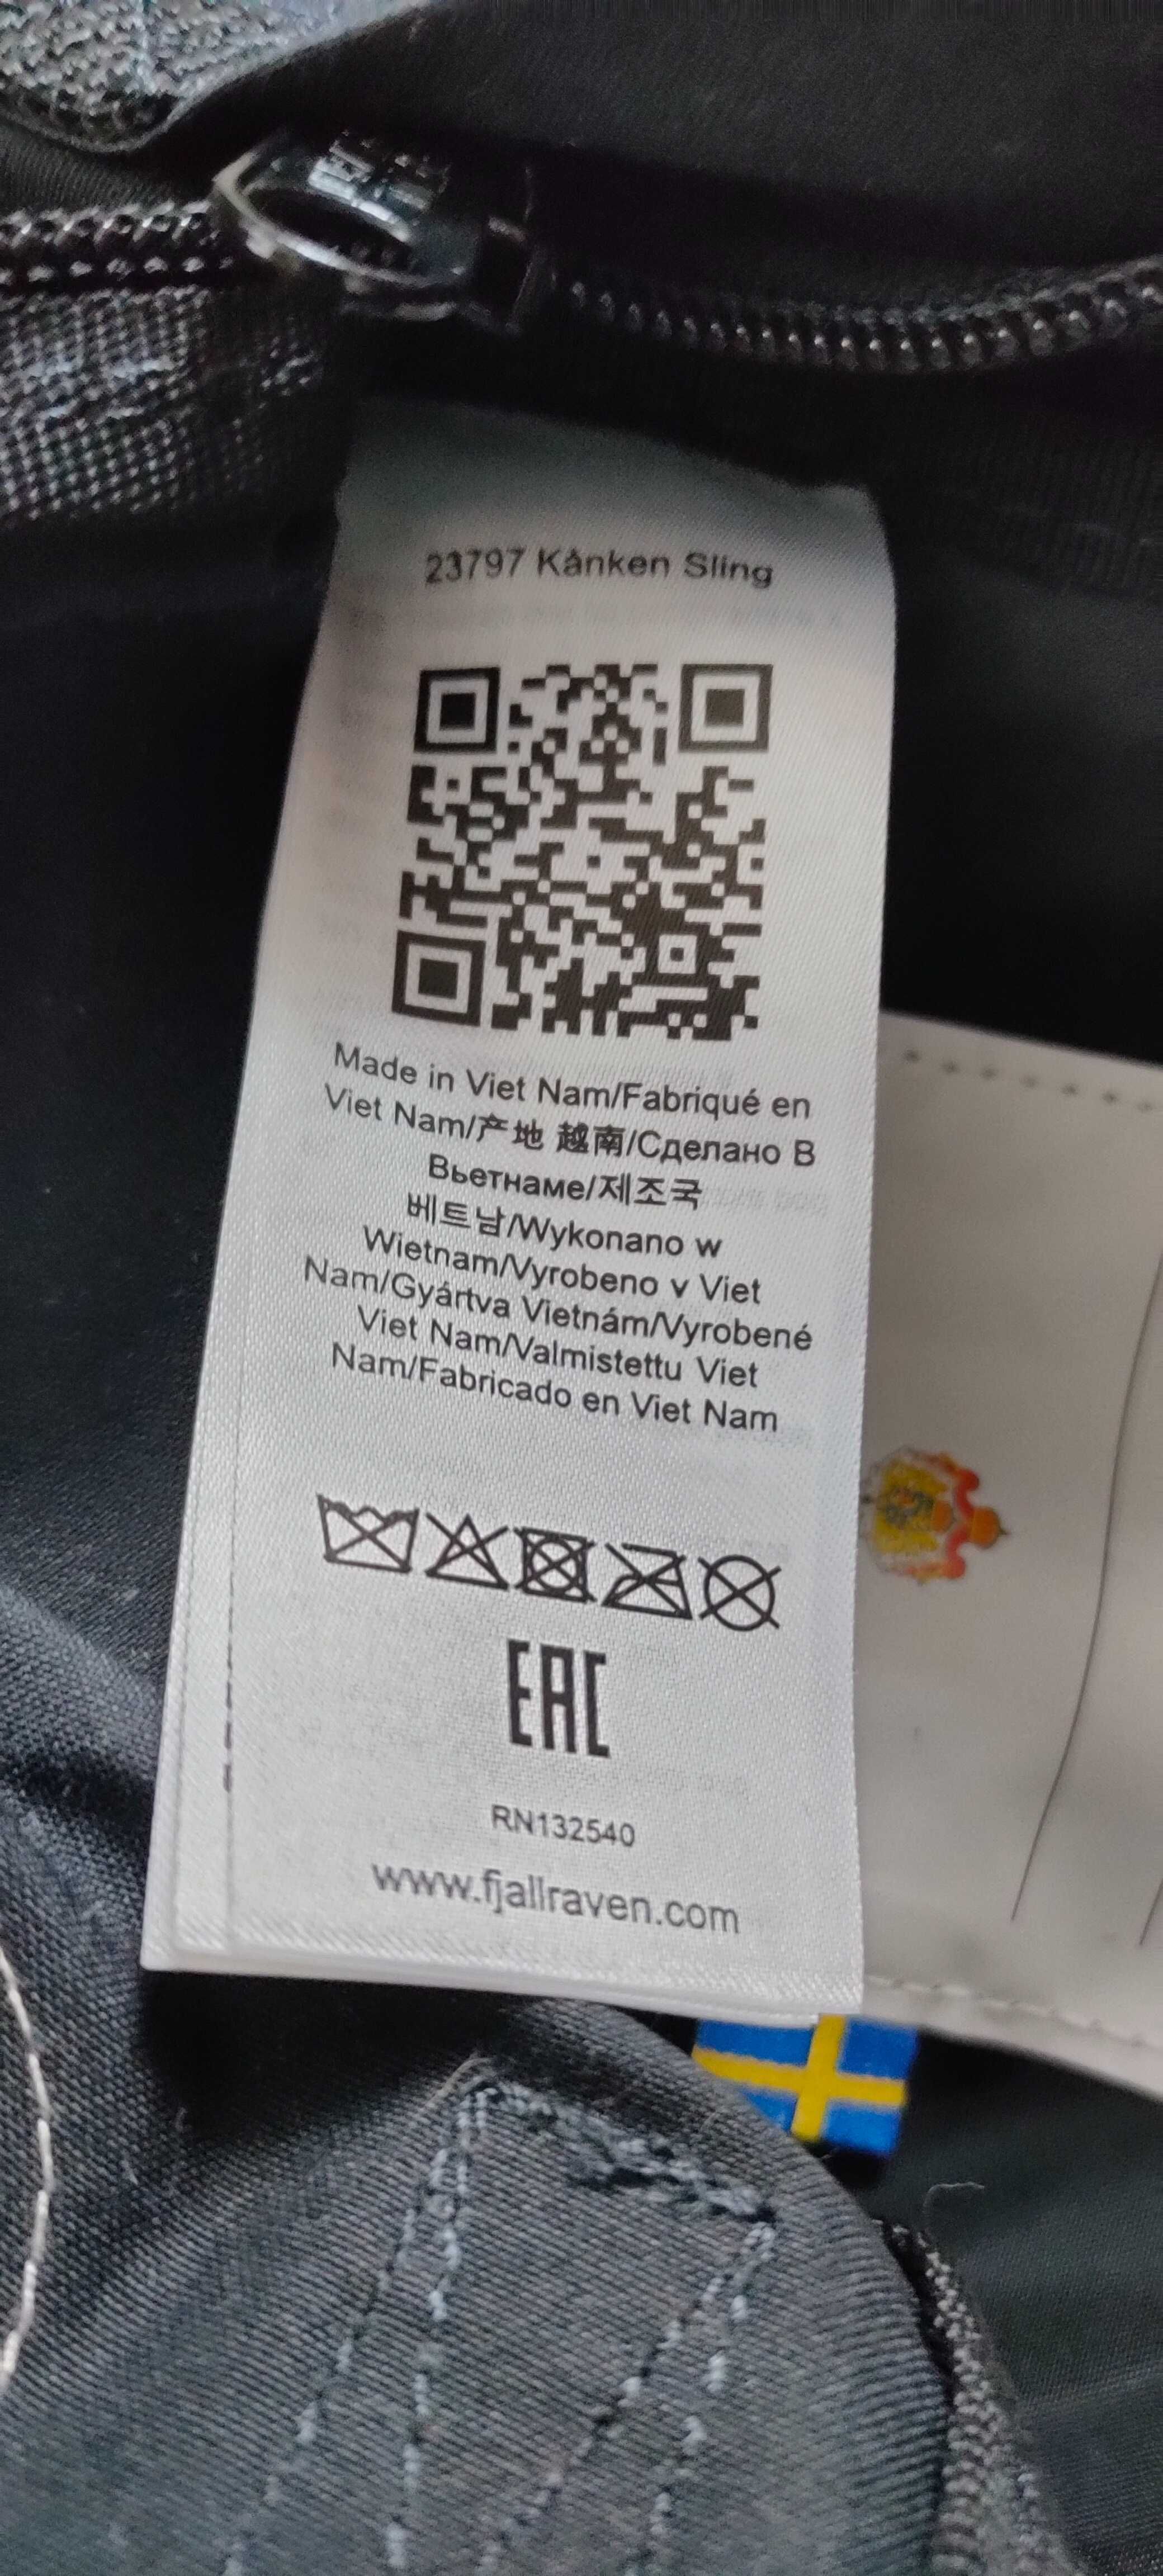 23797 Kånken Sling
Made in Viet Nam/Fabriqué en
Viet Nam/产地 越南/Сделано В
Вьетнаме/제조국
베트남/Wykonano w
Wietnam/Vyrobeno v Viet
Nam/Gyártva Vietnám/Vyrobené
Viet Nam/Valmistettu Viet
Nam/Fabricado en Viet Nam
EAC
RN132540
www.fjallraven.com